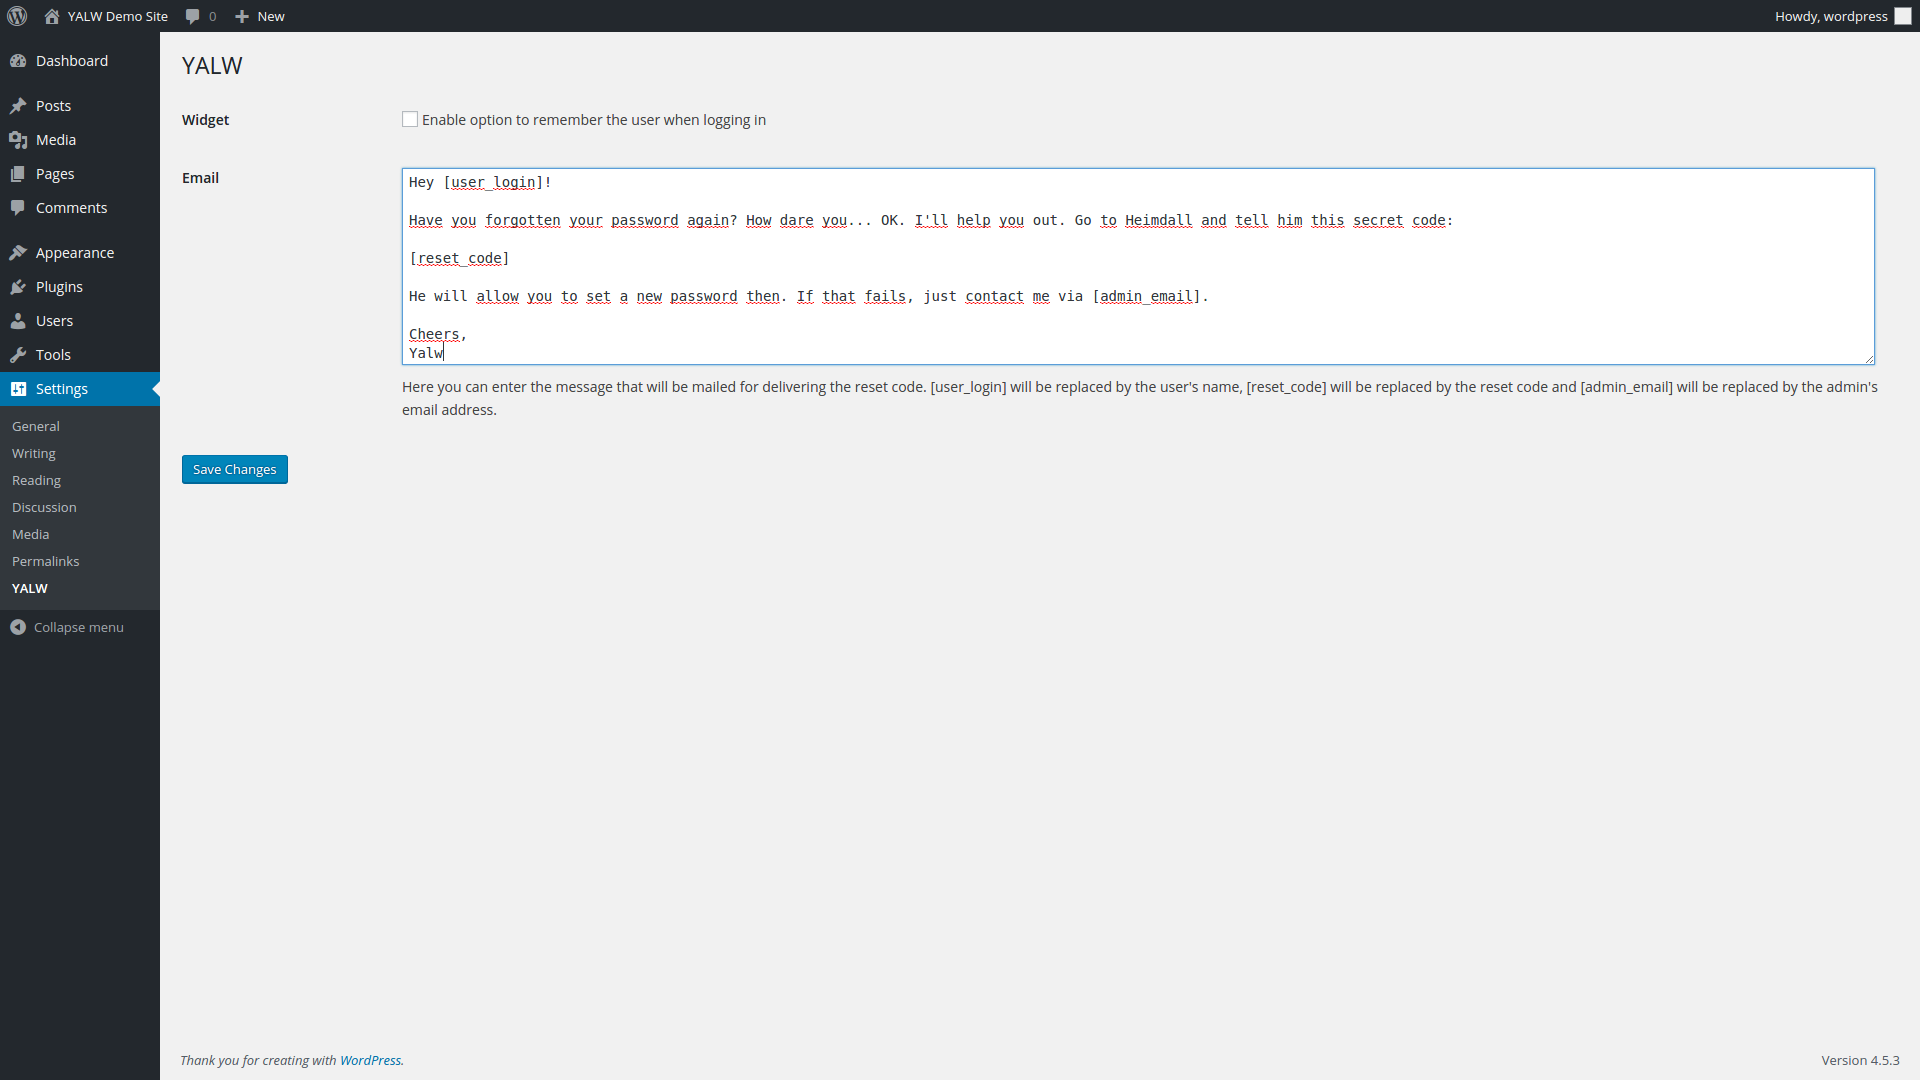 YALW Demo Site 0 New Howdy, wordpress
Dashboard
Posts
Media
Pages
Comments
Appearance
Plugins
Users
Tools
Settings
General
Writing
Reading
Discussion
Media
Permalinks
YALW
Collapse menu
YALW
Widget Enable option to remember the user when logging in
Email
Hey [user_login]!
Have you forgotten your password again? How dare you... OK. I'll help you out. Go to Heimdall and tell him this secret code:
[reset_code]
He will allow you to set a new password then. If that fails, just contact me via [admin_email].
Cheers,
Yalw
Here you can enter the message that will be mailed for delivering the reset code. [user_login] will be replaced by the user's name, [reset_code] will be replaced by the reset code and [admin_email] will be replaced by the admin's
email address.
Save Changes
Thank you for creating with WordPress. Version 4.5.3